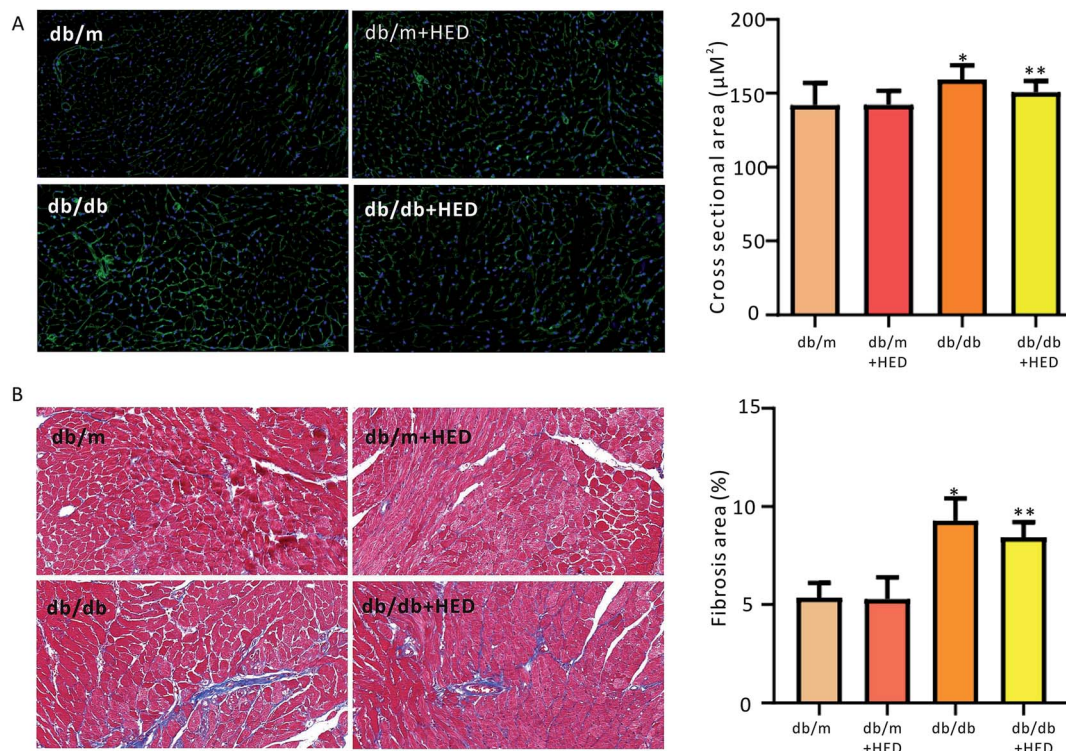 A
db/m
db/m+HED
db/db
db/db+HED
Cross sectional area (μM²)
200
150
100
50
0
*
**
db/m
db/m
+HED
db/db
db/db
+HED
B
db/m
db/m+HED
db/db
db/db+HED
Fibrosis area (%)
15
10
5
0
*
**
db/m
db/m
+HED
db/db
db/db
+HED